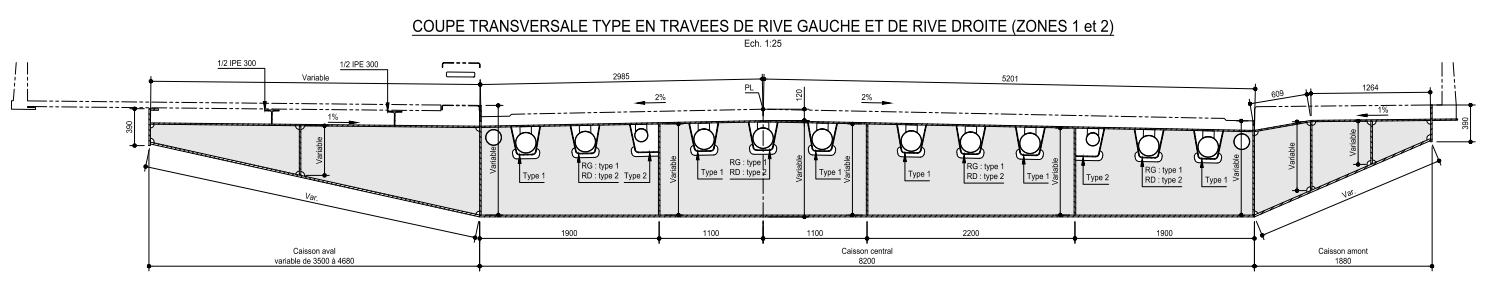 COUPE TRANSVERSALE TYPE EN TRAVEES DE RIVE GAUCHE ET DE RIVE DROITE (ZONES 1 et 2)
Ech. 1:25
1/2 IPE 300
1/2 IPE 300
Variable
2985
5201
PL
120
2%
2%
609
1264
1%
1%
390
390
Variable
Variable
Variable
Variable
Variable
Variable
Variable
Variable
Variable
Variable
Type 1
RG : type 1
RD : type 2
Type 2
Type 1
RG : type 1
RD : type 2
Type 1
Type 1
RG : type 1
RD : type 2
Type 1
Type 2
RG : type 1
RD : type 2
Type 1
Var.
Var.
1900
1100
1100
2200
1900
Caisson aval
variable de 3500 à 4680
Caisson central
8200
Caisson amont
1880